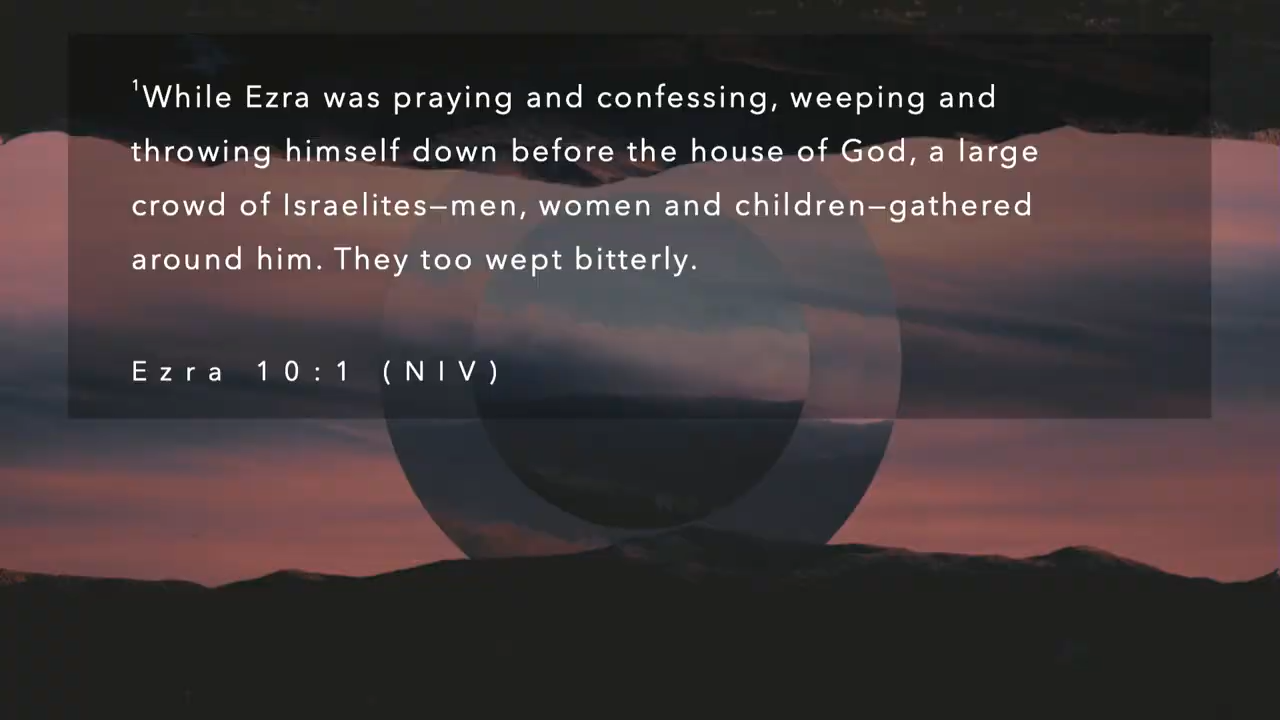 ¹While Ezra was praying and confessing, weeping and
throwing himself down before the house of God, a large
crowd of Israelites—men, women and children—gathered
around him. They too wept bitterly.
Ezra 10:1 (NIV)